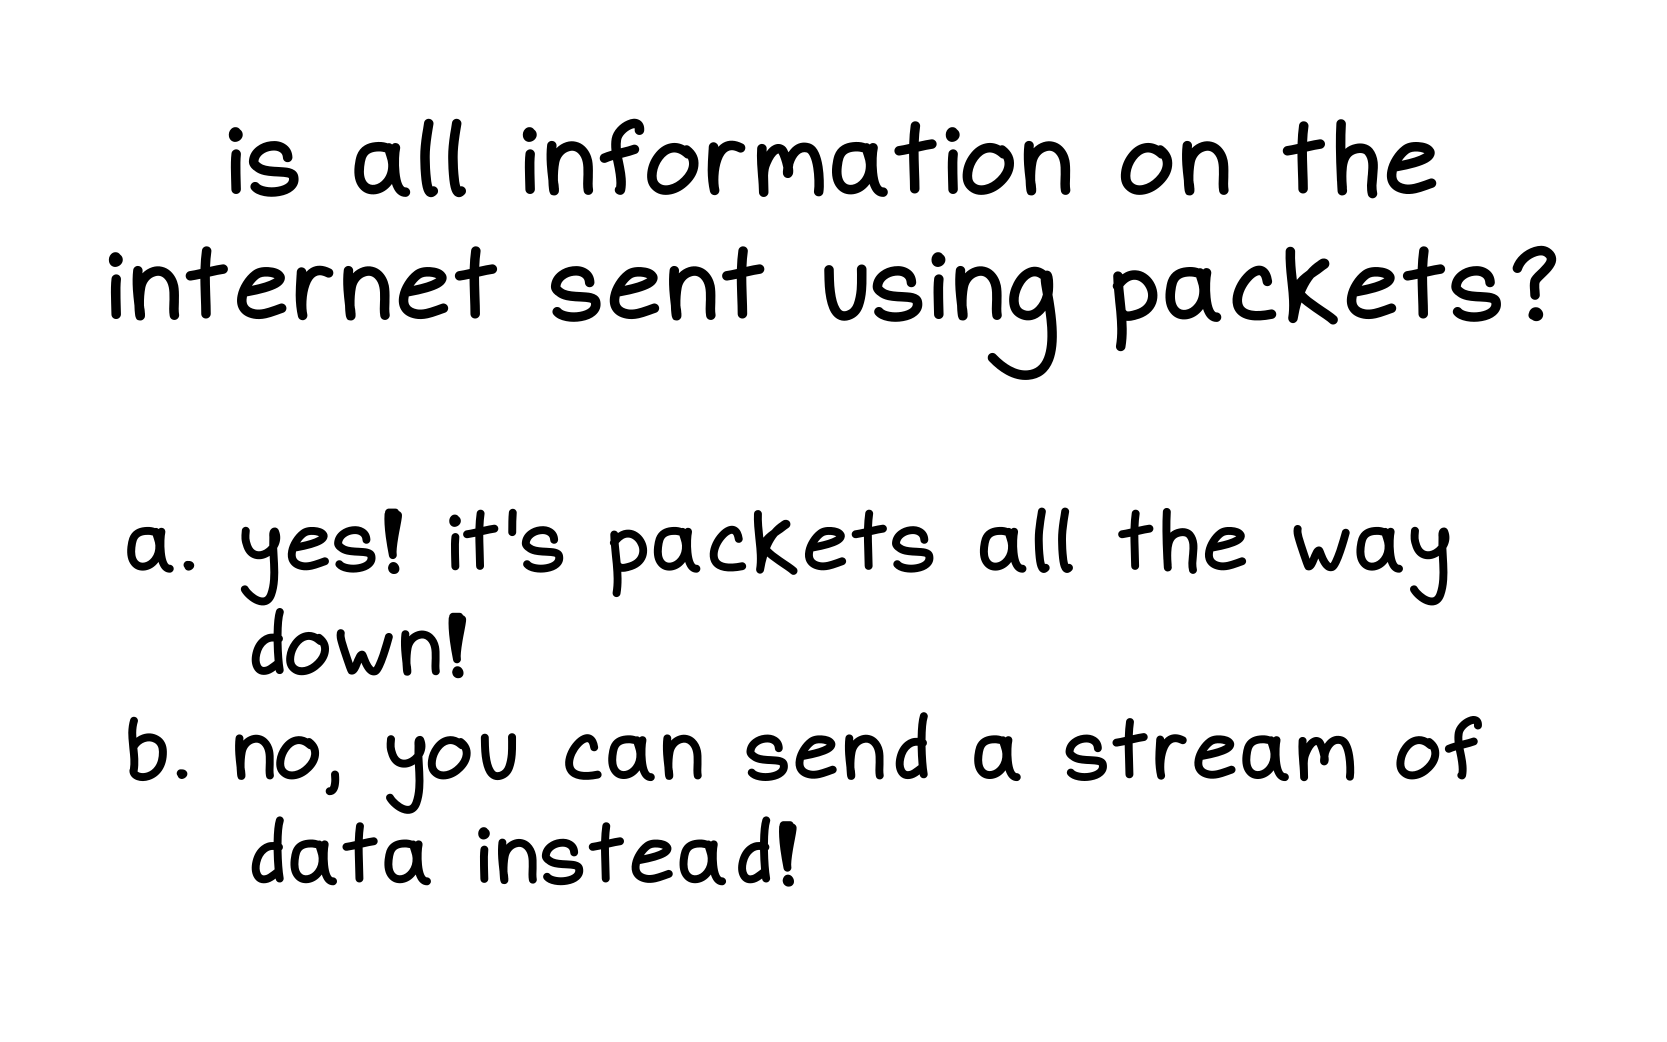 is all information on the
internet sent using packets?
a. yes! it's packets all the way
down!
b. no, you can send a stream of
data instead!